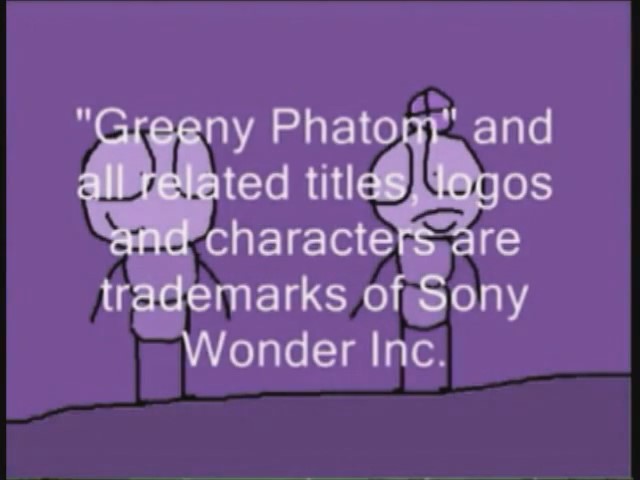 "Greeny Phatom" and
all related titles, logos
and characters are
trademarks of Sony
Wonder Inc.